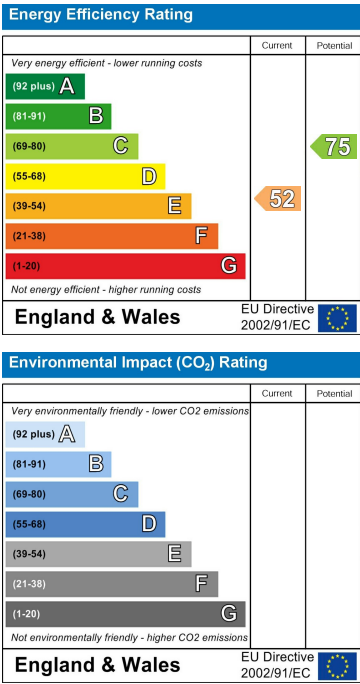 Energy Efficiency Rating
Current Potential
Very energy efficient - lower running costs
(92 plus) A
(81-91) B
(69-80) C
75
(55-68) D
(39-54) E
52
(21-38) F
(1-20) G
Not energy efficient - higher running costs
England & Wales
EU Directive
2002/91/EC
Environmental Impact (CO₂) Rating
Current Potential
Very environmentally friendly - lower CO2 emissions
(92 plus) A
(81-91) B
(69-80) C
(55-68) D
(39-54) E
(21-38) F
(1-20) G
Not environmentally friendly - higher CO2 emissions
England & Wales
EU Directive
2002/91/EC